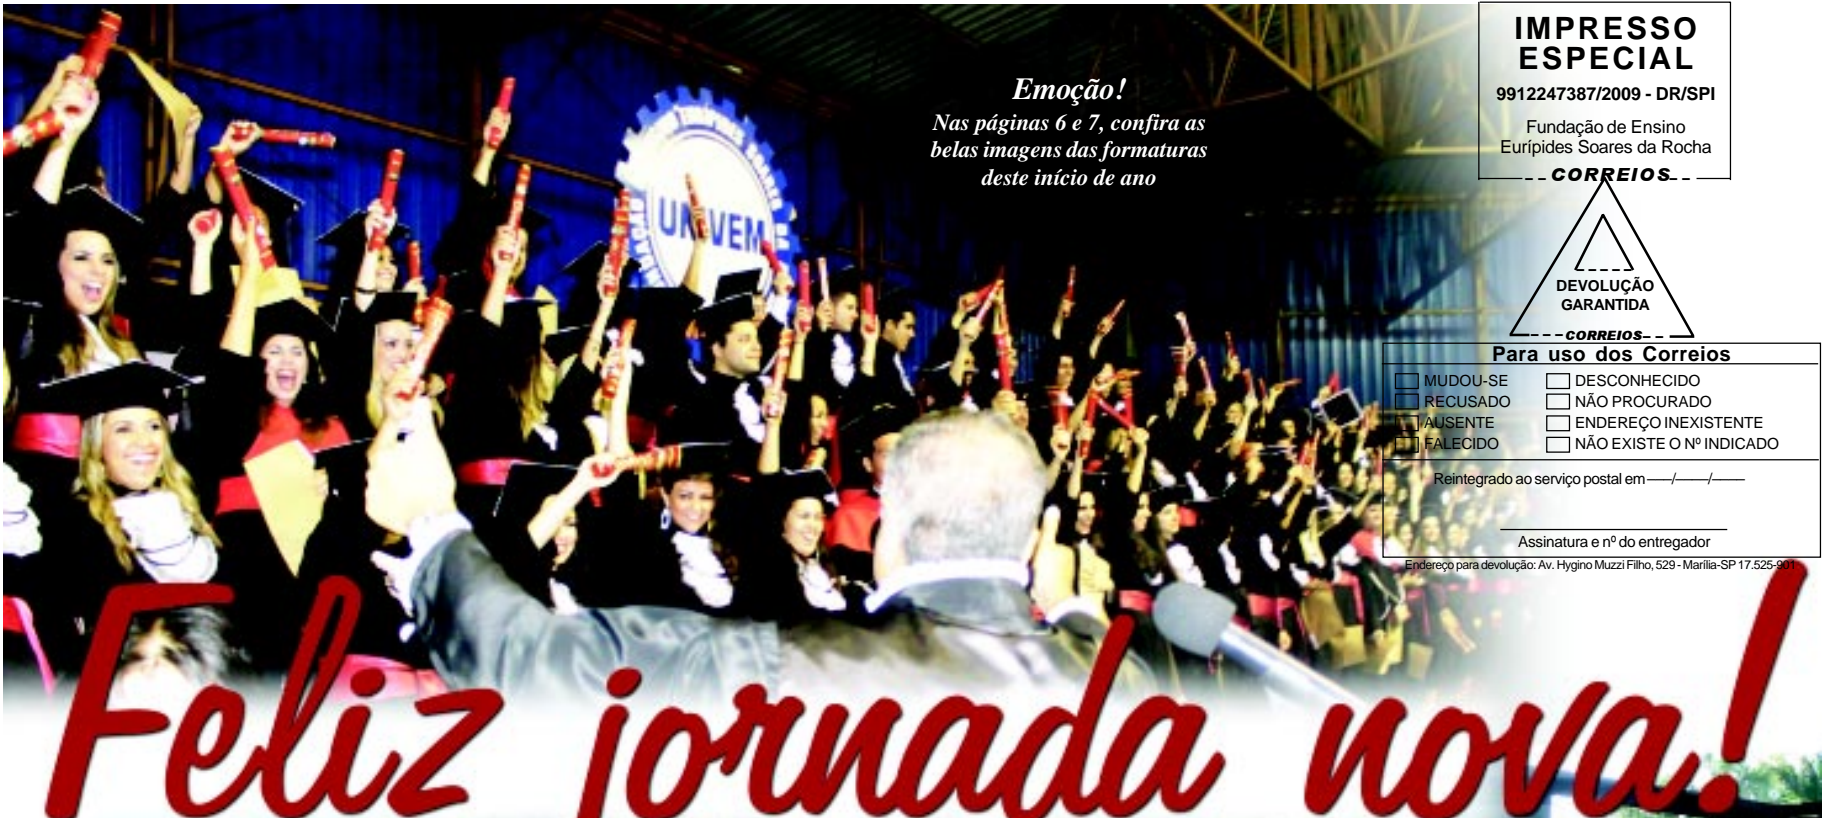 Emoção!
Nas páginas 6 e 7, confira as
belas imagens das formaturas
deste início de ano
UNIVEM
IMPRESSO
ESPECIAL
9912247387/2009 - DR/SPI
Fundação de Ensino
Eurípides Soares da Rocha
CORREIOS
DEVOLUÇÃO
GARANTIDA
CORREIOS
Para uso dos Correios
MUDOU-SE DESCONHECIDO
RECUSADO NÃO PROCURADO
AUSENTE ENDEREÇO INEXISTENTE
FALECIDO NÃO EXISTE O Nº INDICADO
Reintegrado ao serviço postal em ___/___/___
Assinatura e nº do entregador
Endereço para devolução: Av. Hygino Muzzi Filho, 529 - Marília-SP 17.525-901
Feliz jornada nova!